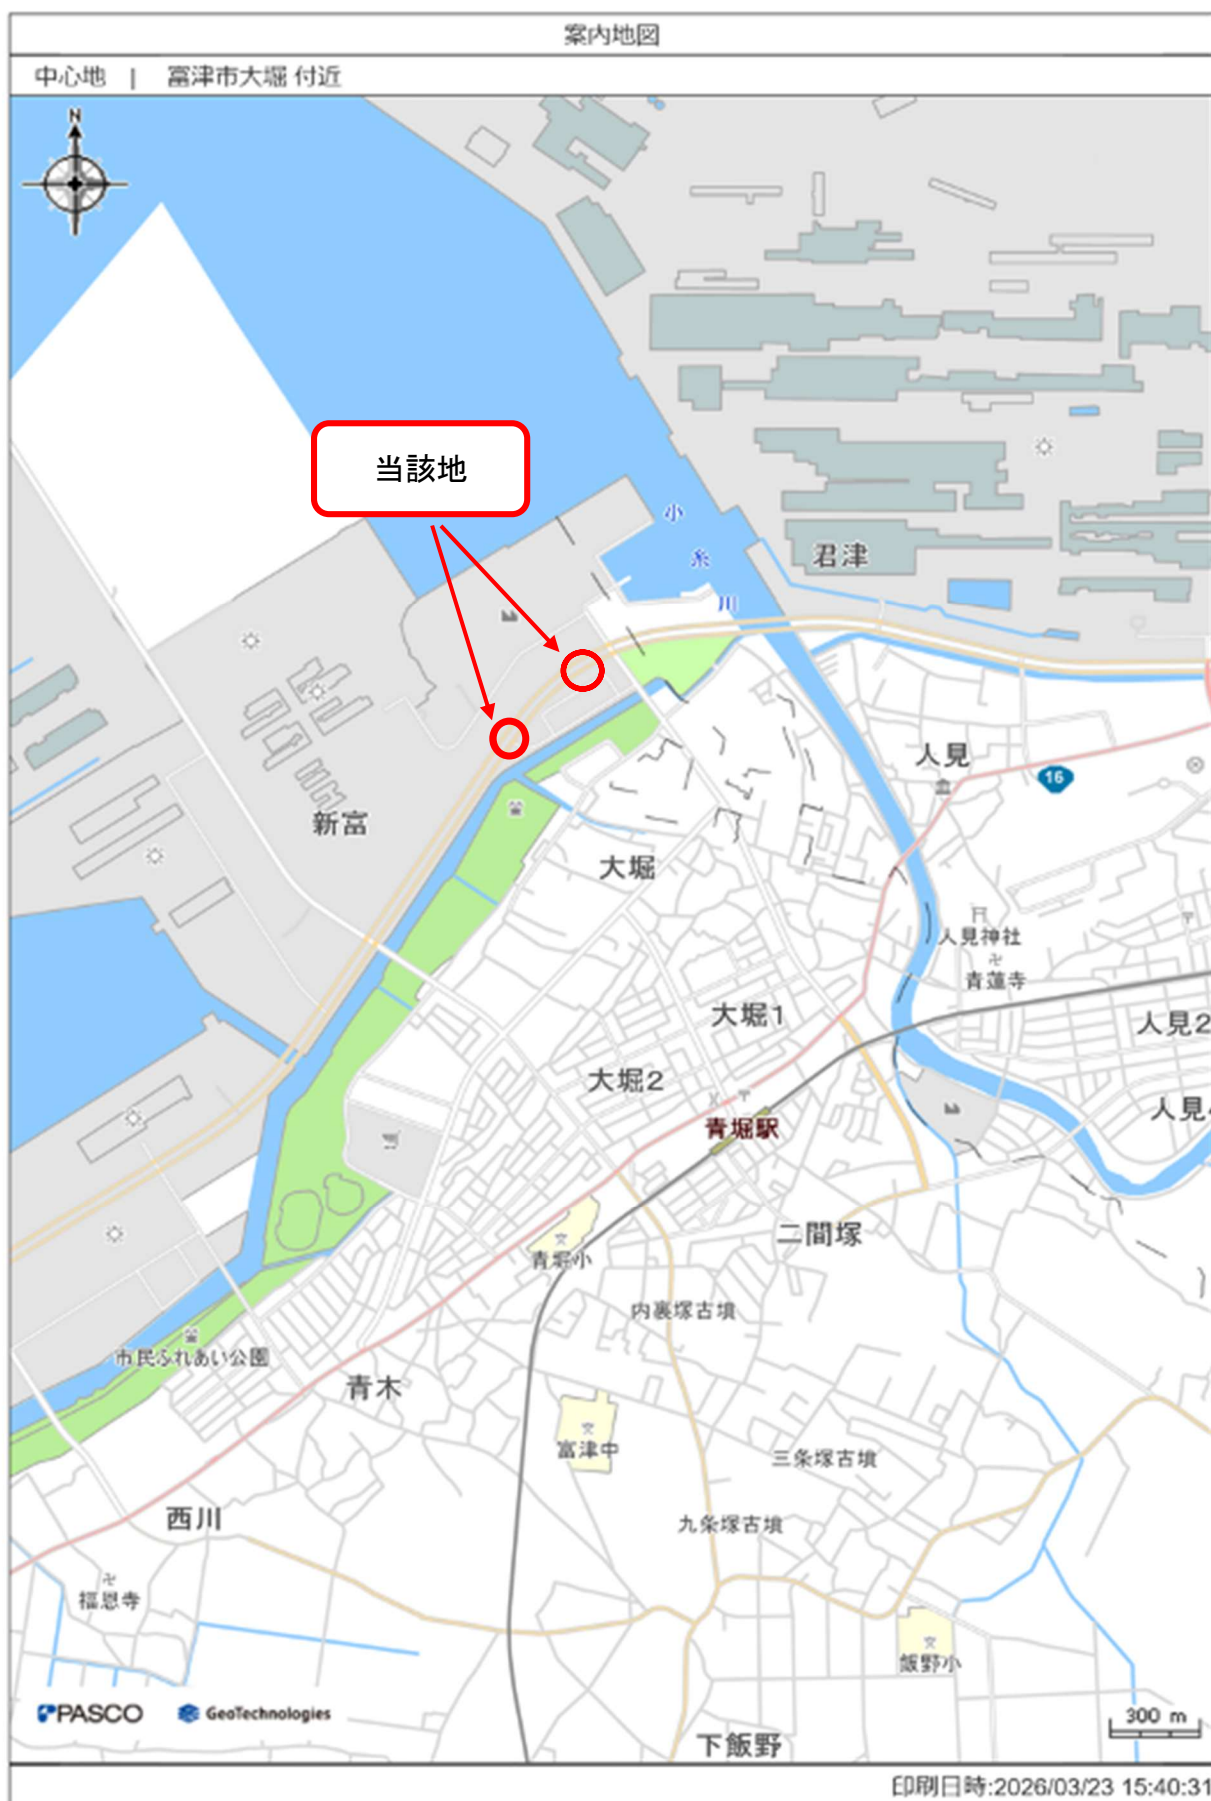 案内地図
中心地 | 富津市大堀 付近
N
当該地
小
糸
川
君津
人見
16
新富
大堀
人見神社
青蓮寺
大堀1
人見2
大堀2
人見
青堀駅
二間塚
青堀小
内裏塚古墳
市民ふれあい公園
青木
富津中
三条塚古墳
西川
九条塚古墳
福恩寺
飯野小
PASCO
GeoTechnologies
300 m
下飯野
印刷日時:2026/03/23 15:40:31